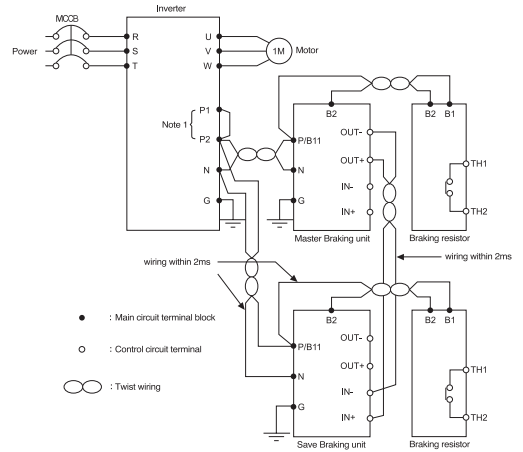 Inverter
MCCB
Power
R
S
T
U
V
W
1M
Motor
P1
Note 1
P2
N
G
B2
P/B11
N
G
OUT-
OUT+
IN-
IN+
Master Braking unit
B2
B1
TH1
TH2
Braking resistor
wiring within 2ms
wiring within 2ms
B2
P/B11
N
G
OUT-
OUT+
IN-
IN+
Save Braking unit
B2
B1
TH1
TH2
Braking resistor
: Main circuit terminal block
: Control circuit terminal
: Twist wiring